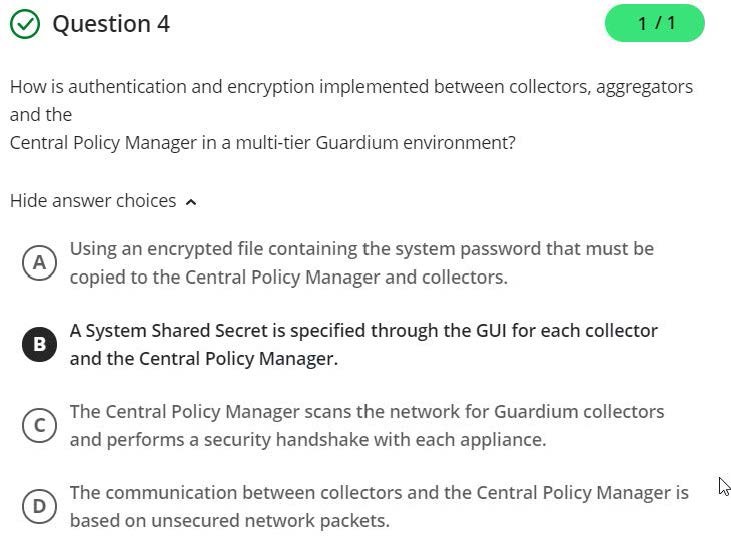 Question 4
1 / 1
How is authentication and encryption implemented between collectors, aggregators
and the
Central Policy Manager in a multi-tier Guardium environment?
Hide answer choices
A
Using an encrypted file containing the system password that must be
copied to the Central Policy Manager and collectors.
B
A System Shared Secret is specified through the GUI for each collector
and the Central Policy Manager.
C
The Central Policy Manager scans the network for Guardium collectors
and performs a security handshake with each appliance.
D
The communication between collectors and the Central Policy Manager is
based on unsecured network packets.